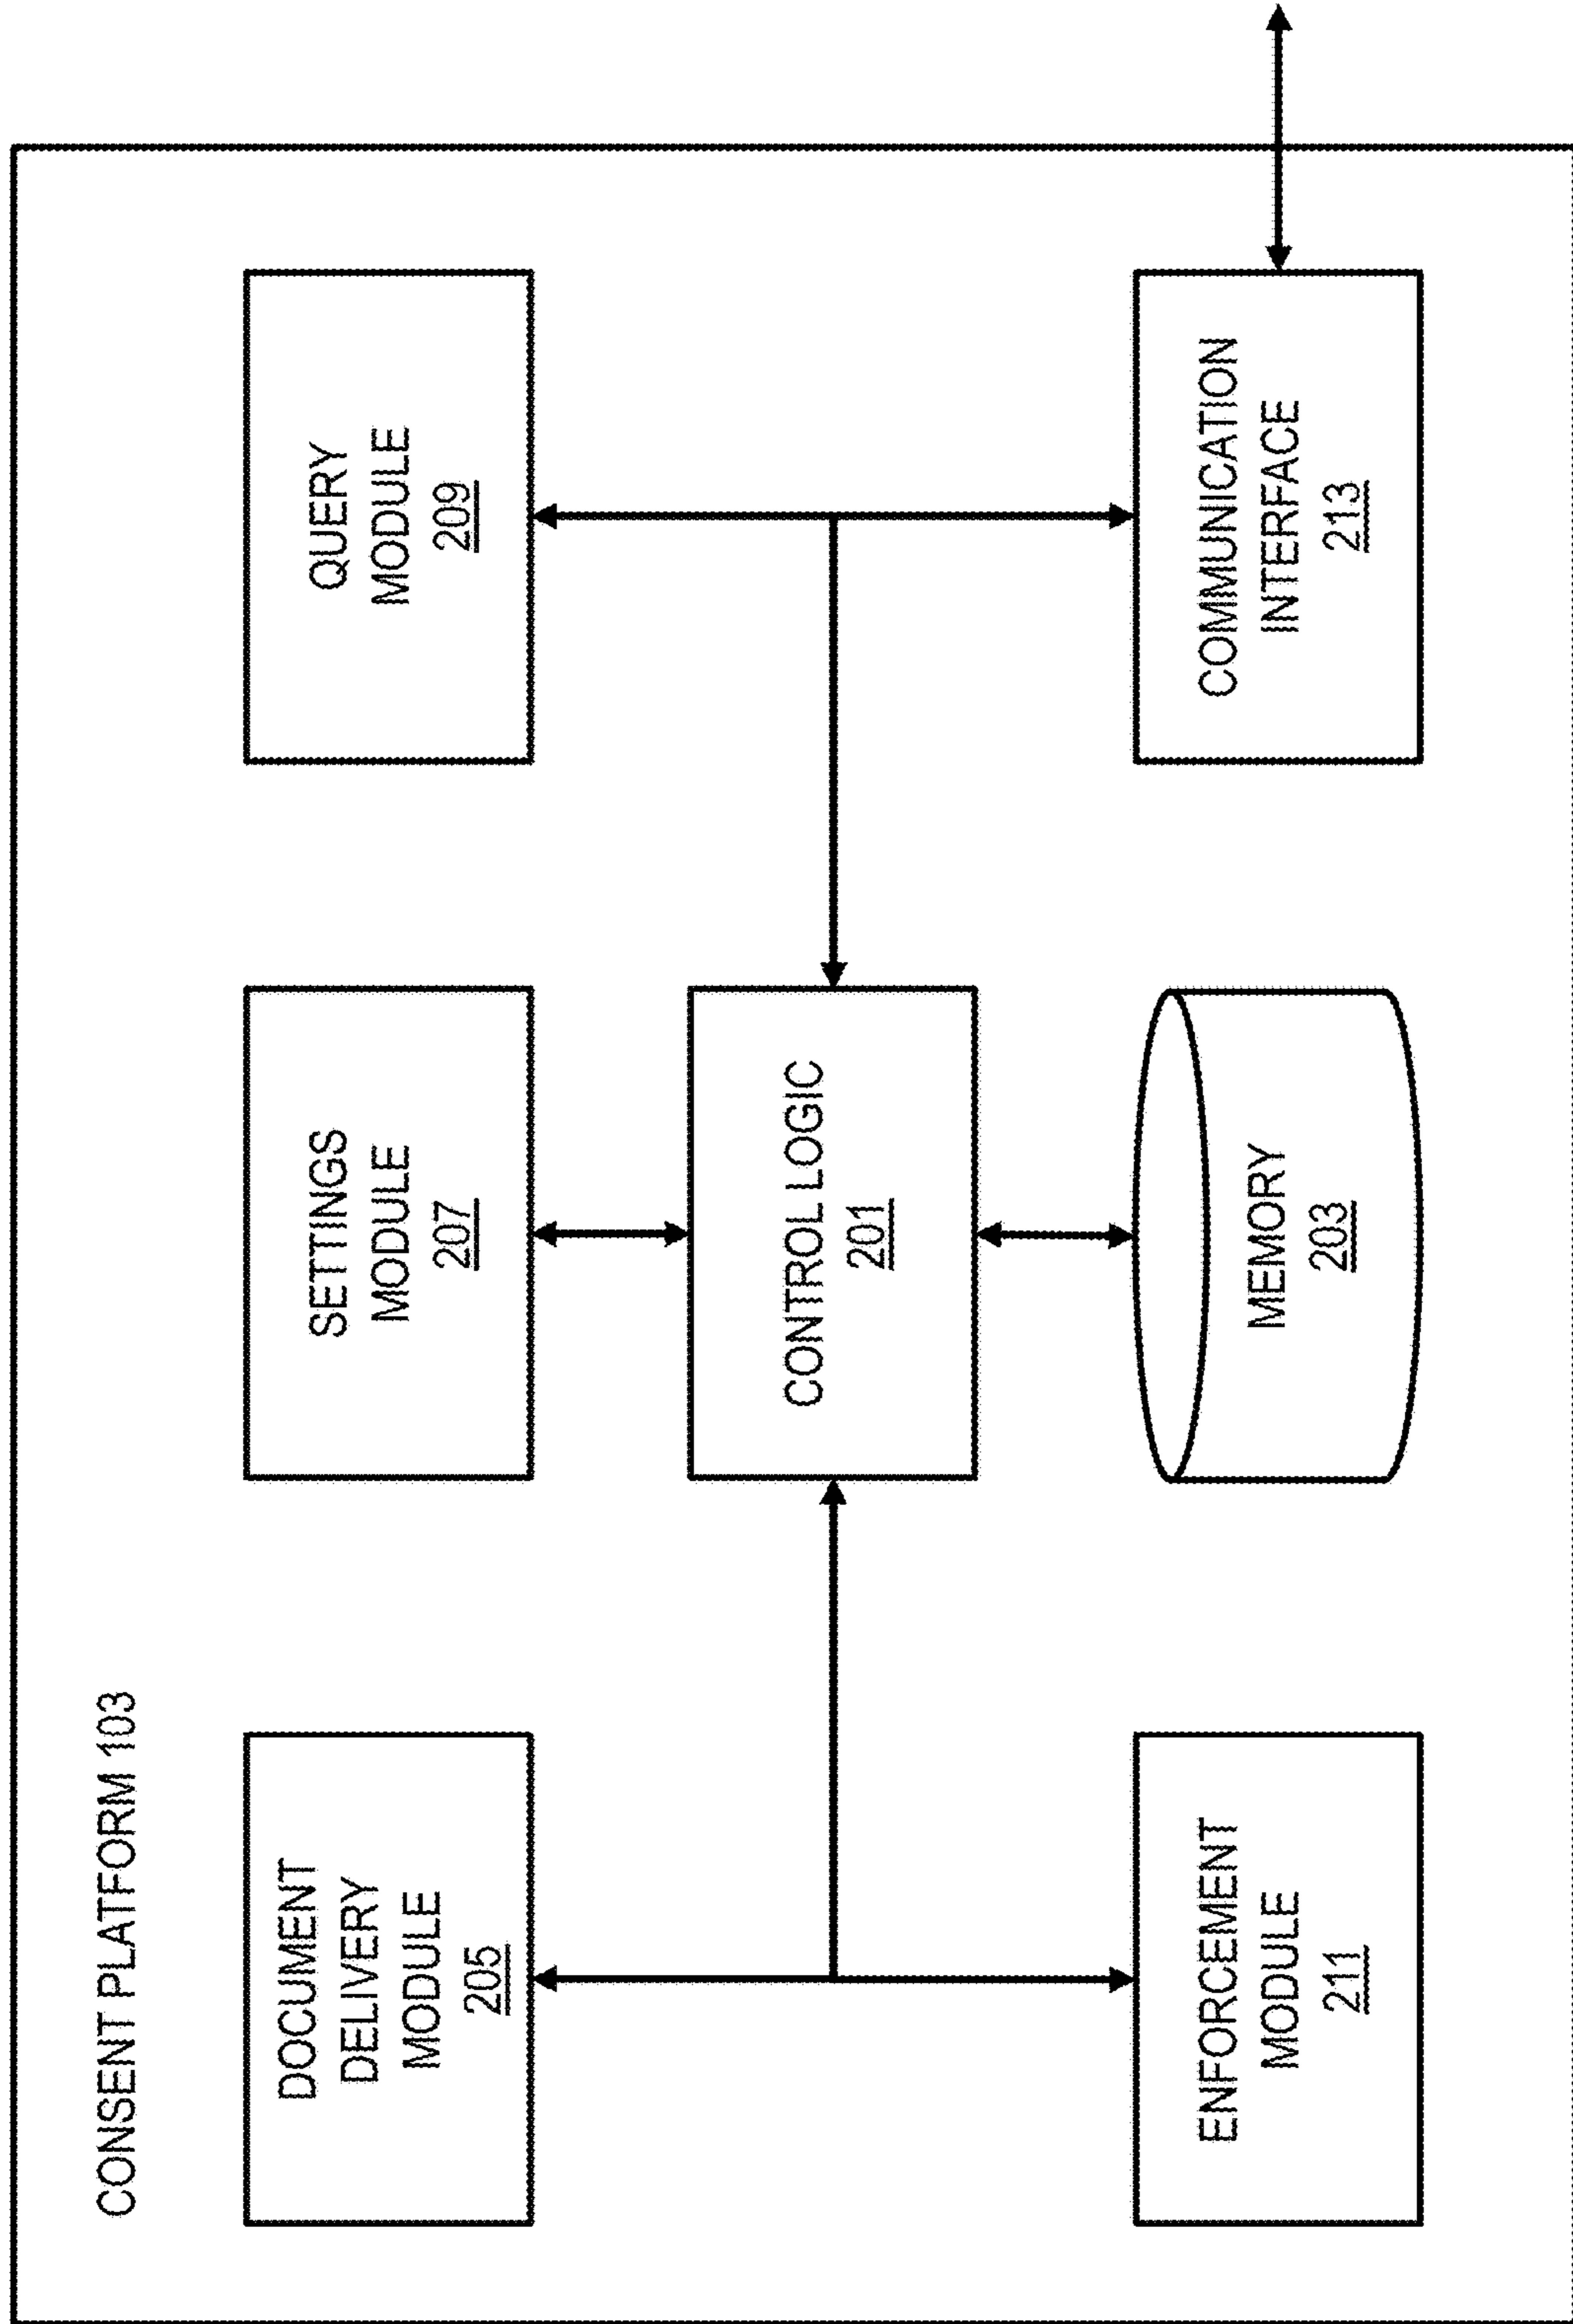 CONSENT PLATFORM 103
DOCUMENT
DELIVERY
MODULE
205
SETTINGS
MODULE
207
QUERY
MODULE
209
CONTROL LOGIC
201
ENFORCEMENT
MODULE
211
MEMORY
203
COMMUNICATION
INTERFACE
213